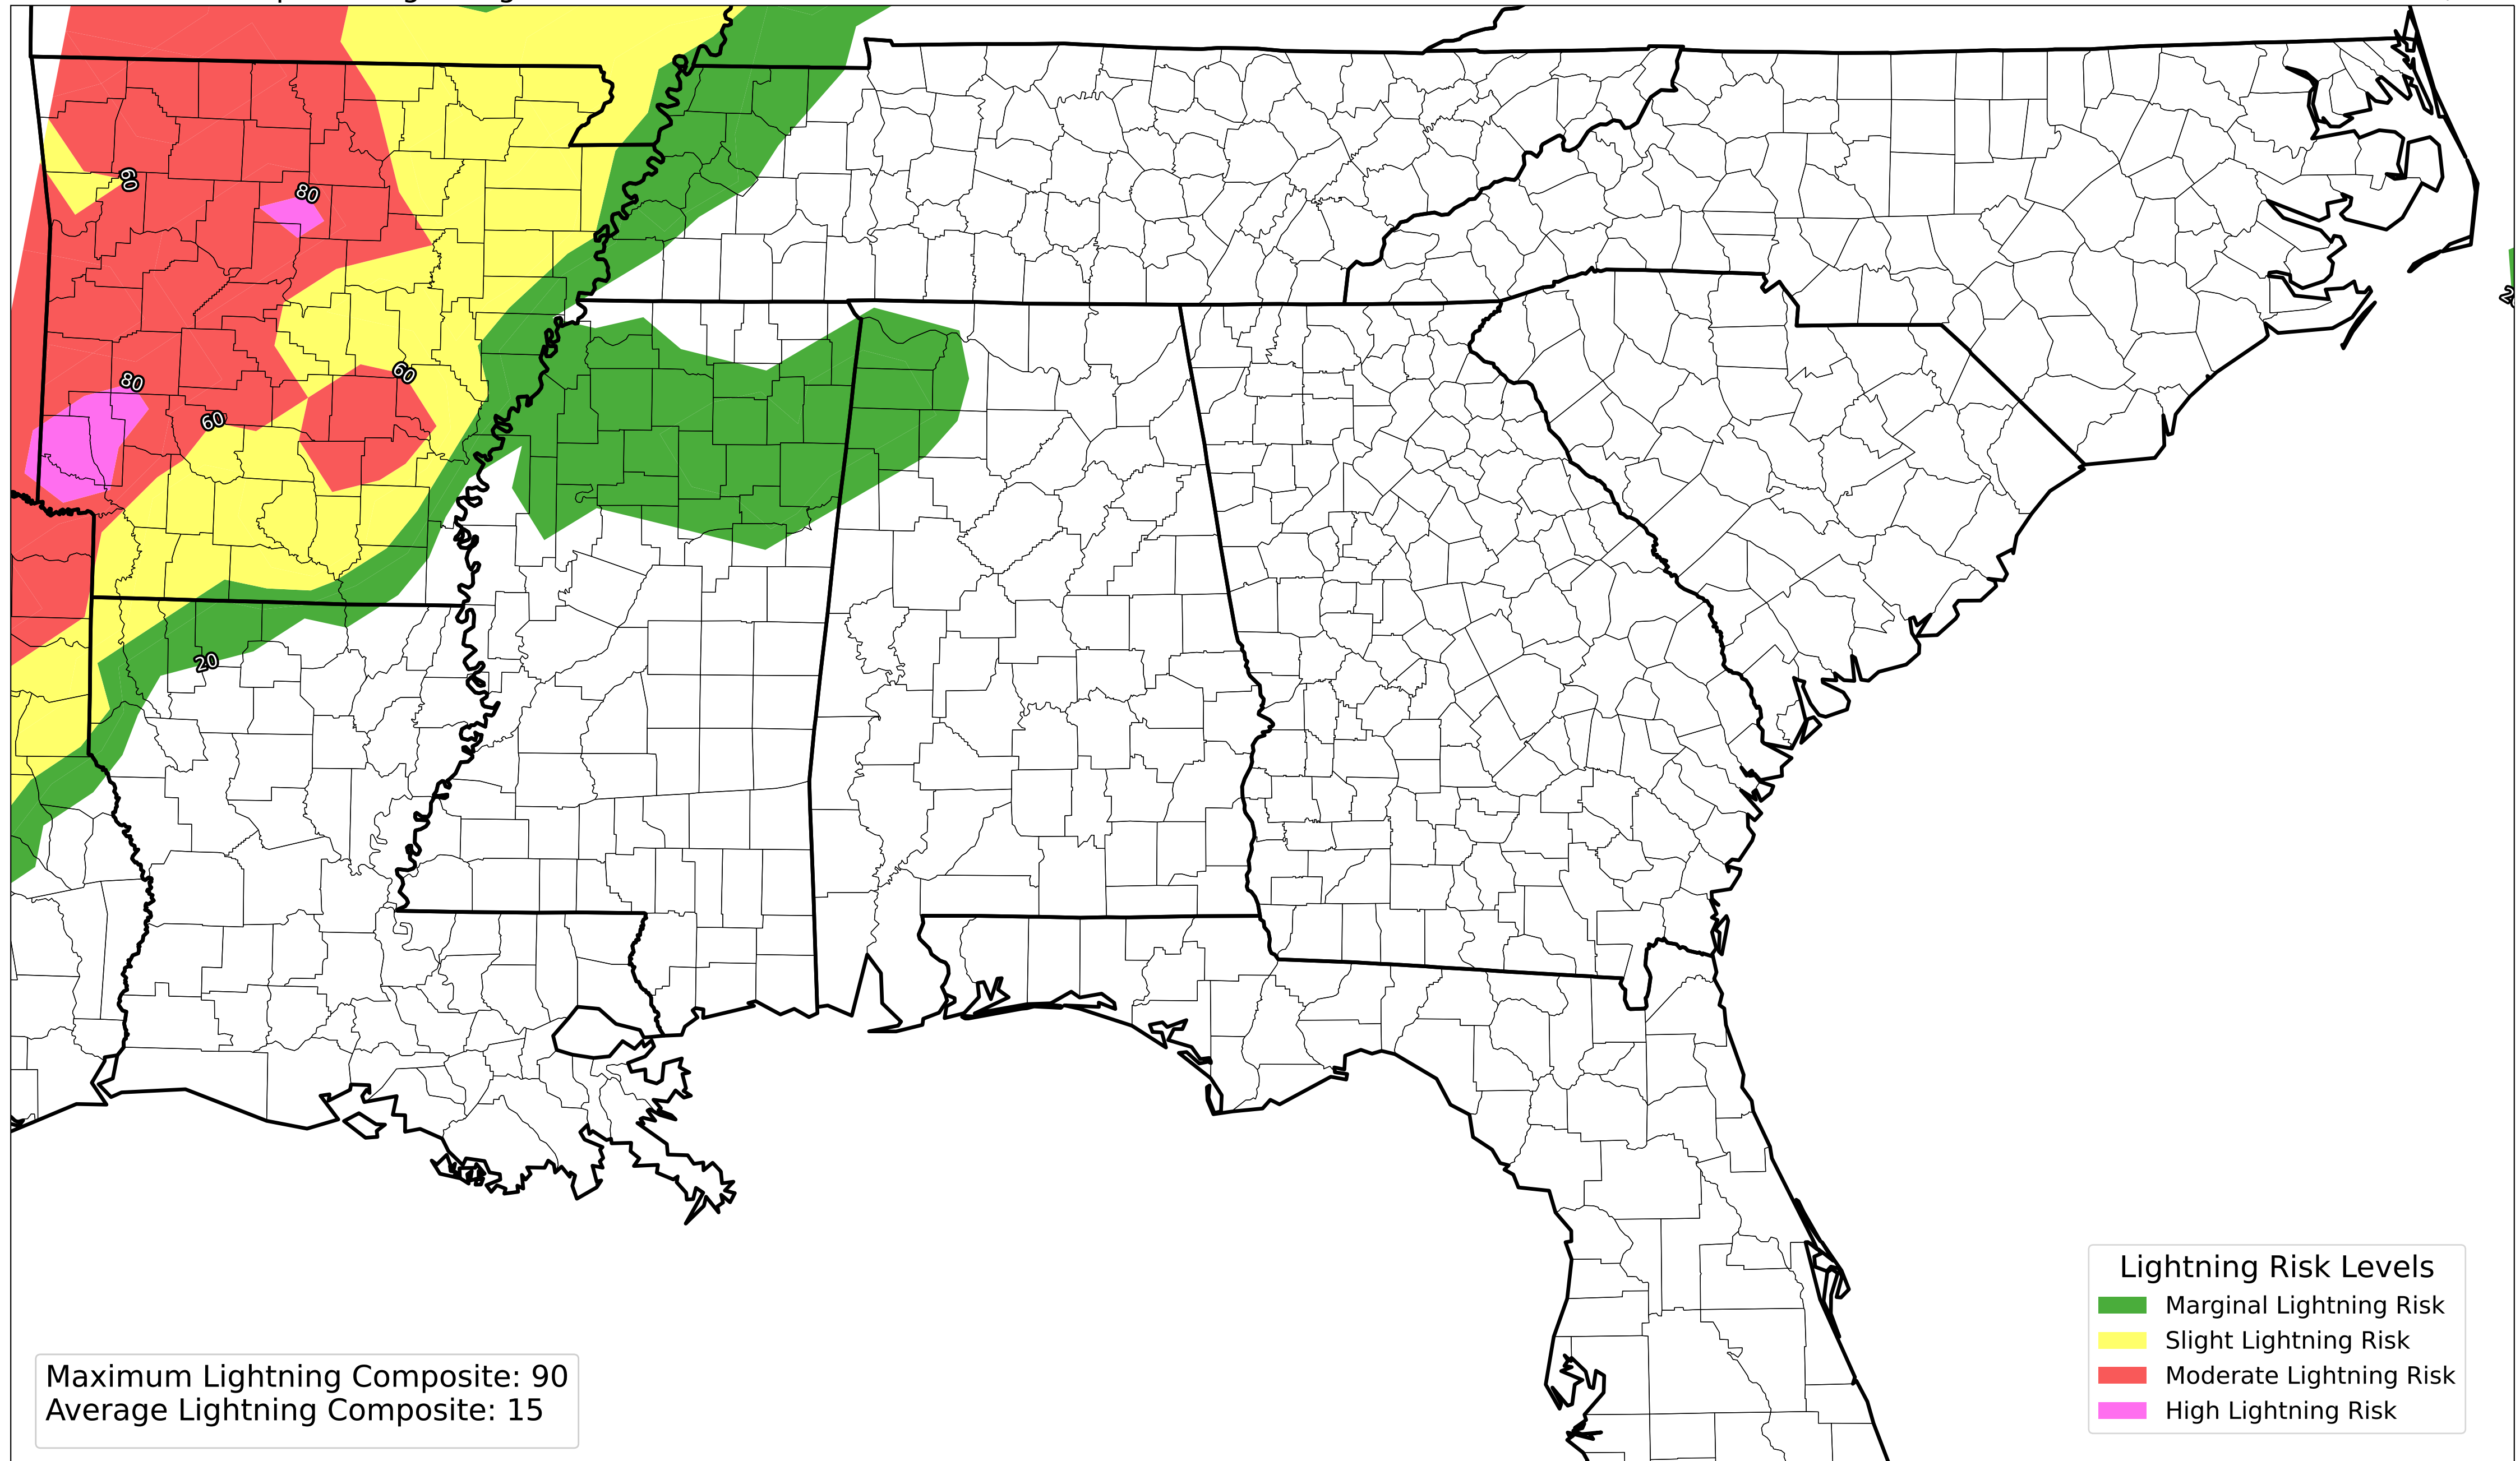 60
80
80
60
60
20
Lightning Risk Levels
Marginal Lightning Risk
Slight Lightning Risk
Moderate Lightning Risk
High Lightning Risk
Maximum Lightning Composite: 90
Average Lightning Composite: 15